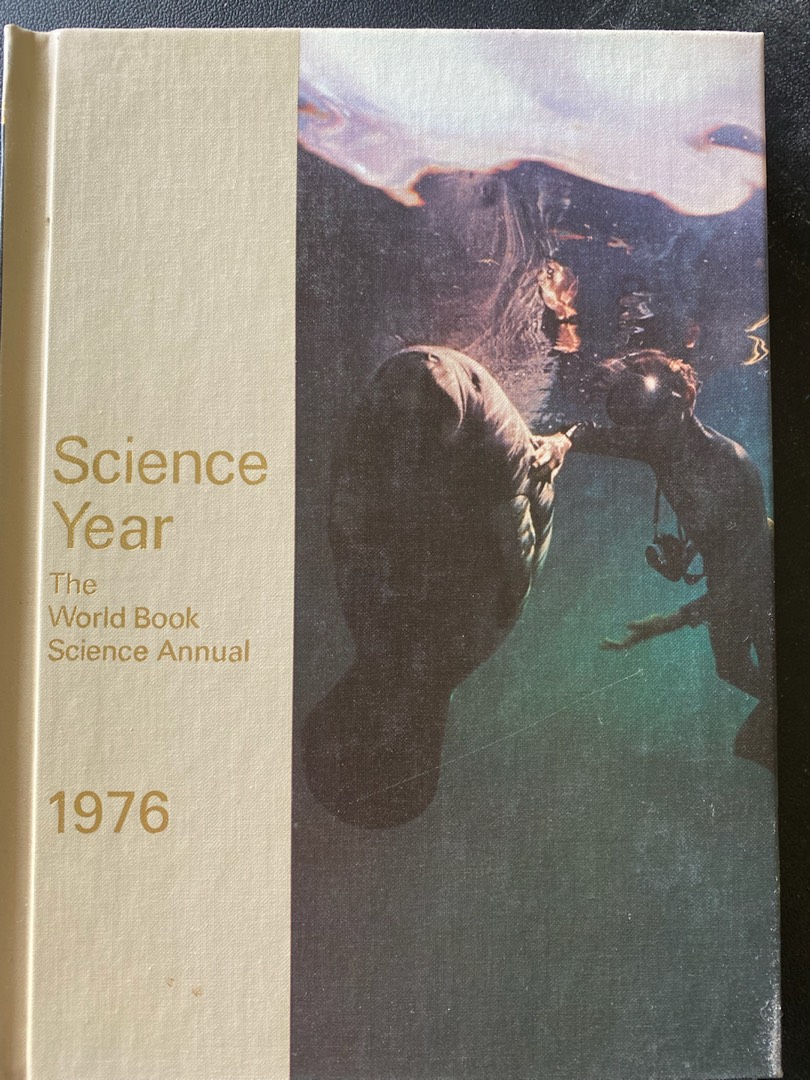 Science
Year
The
World Book
Science Annual
1976